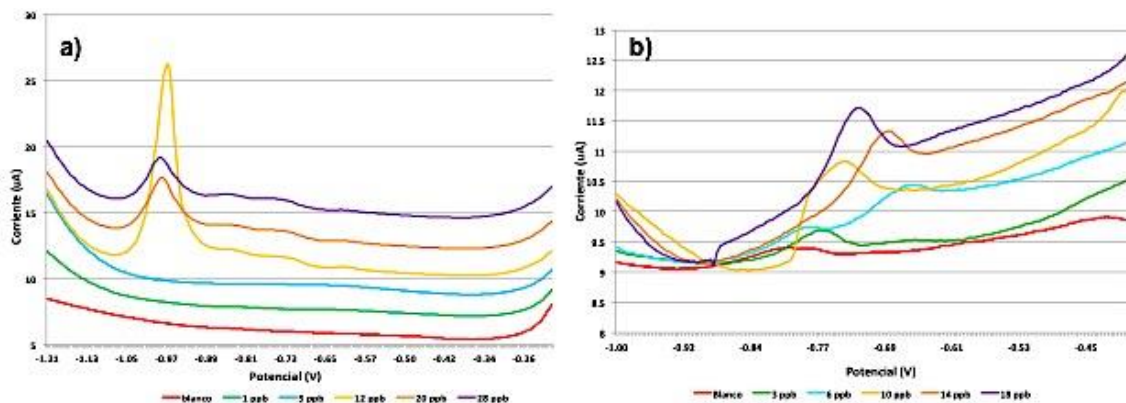 a)
30
25
20
15
10
5
Corriente (uA)
-1.21 -1.13 -1.05 -0.97 -0.89 -0.81 -0.73 -0.65 -0.57 -0.50 -0.42 -0.34 -0.26
Potencial (V)
blanco 1 ppb 5 ppb 12 ppb 20 ppb 28 ppb
b)
13
12.5
12
11.5
11
10.5
10
9.5
9
8.5
8
Corriente (uA)
-1.00 -0.92 -0.84 -0.77 -0.69 -0.61 -0.53 -0.45
Potencial (V)
Blanco 3 ppb 6 ppb 10 ppb 14 ppb 18 ppb